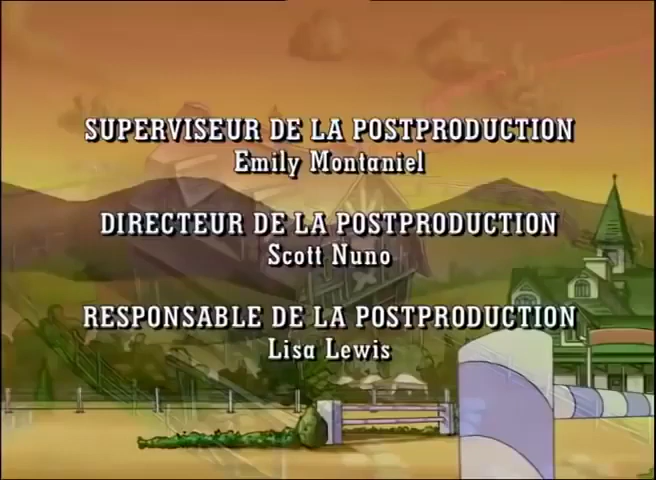 SUPERVISEUR DE LA POSTPRODUCTION
Emily Montaniel
DIRECTEUR DE LA POSTPRODUCTION
Scott Nuno
RESPONSABLE DE LA POSTPRODUCTION
Lisa Lewis